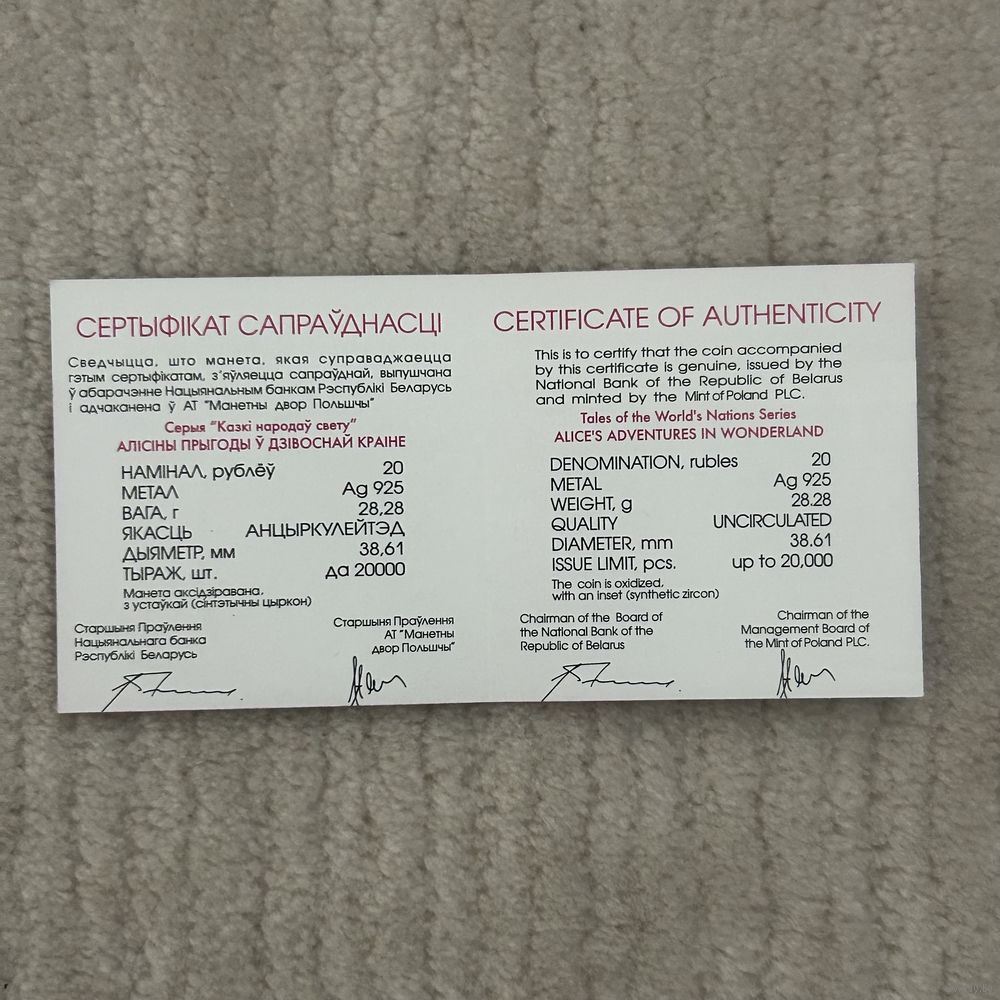 СЕРТЫФІКАТ САПРАЎДНАСЦІ
Сведчыцца, што манета, якая суправаджаецца
гэтым сертыфікатам, з'яўляецца сапраўднай, выпушчана
ў абарачэнне Нацыянальным банкам Рэспублікі Беларусь
і адчаканена ў АТ "Манетны двор Польшчы"
Серыя "Казкі народаў свету"
АЛІСІНЫ ПРЫГОДЫ Ў ДЗІВОСНАЙ КРАІНЕ
НАМІНАЛ, рублёў 20
МЕТАЛ Ag 925
ВАГА, г 28,28
ЯКАСЦЬ АНЦЫРКУЛЕЙТЭД
ДЫЯМЕТР, мм 38,61
ТЫРАЖ, шт. да 20000
Манета аксідзіравана,
з устаўкай (сінтэтычны цыркон)
Старшыня Праўлення
Нацыянальнага банка
Рэспублікі Беларусь
Старшыня Праўлення
АТ "Манетны
двор Польшчы"
CERTIFICATE OF AUTHENTICITY
This is to certify that the coin accompanied
by this certificate is genuine, issued by the
National Bank of the Republic of Belarus
and minted by the Mint of Poland PLC.
Tales of the World's Nations Series
ALICE'S ADVENTURES IN WONDERLAND
DENOMINATION, rubles 20
METAL Ag 925
WEIGHT, g 28.28
QUALITY UNCIRCULATED
DIAMETER, mm 38.61
ISSUE LIMIT, pcs. up to 20,000
The coin is oxidized,
with an inset (synthetic zircon)
Chairman of the Board of
the National Bank of the
Republic of Belarus
Chairman of the
Management Board of
the Mint of Poland PLC.